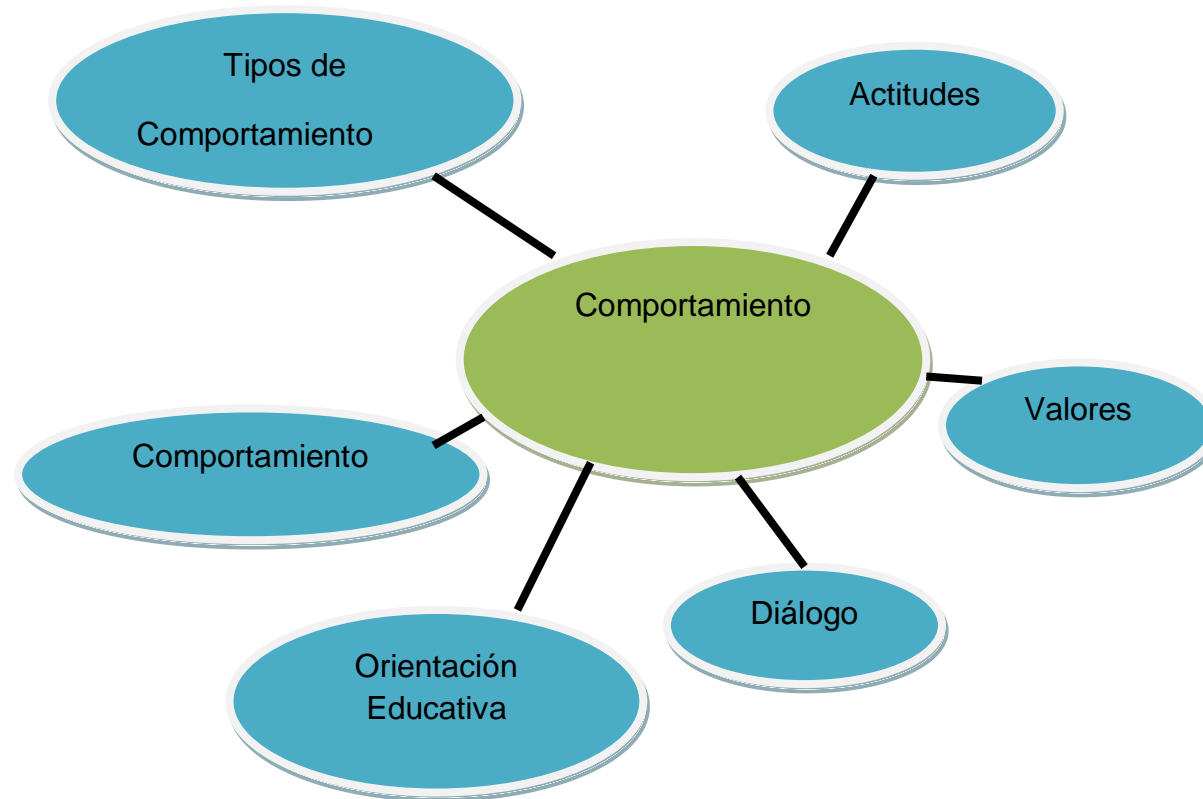 Tipos de
Comportamiento
Actitudes
Comportamiento
Valores
Comportamiento
Diálogo
Orientación
Educativa